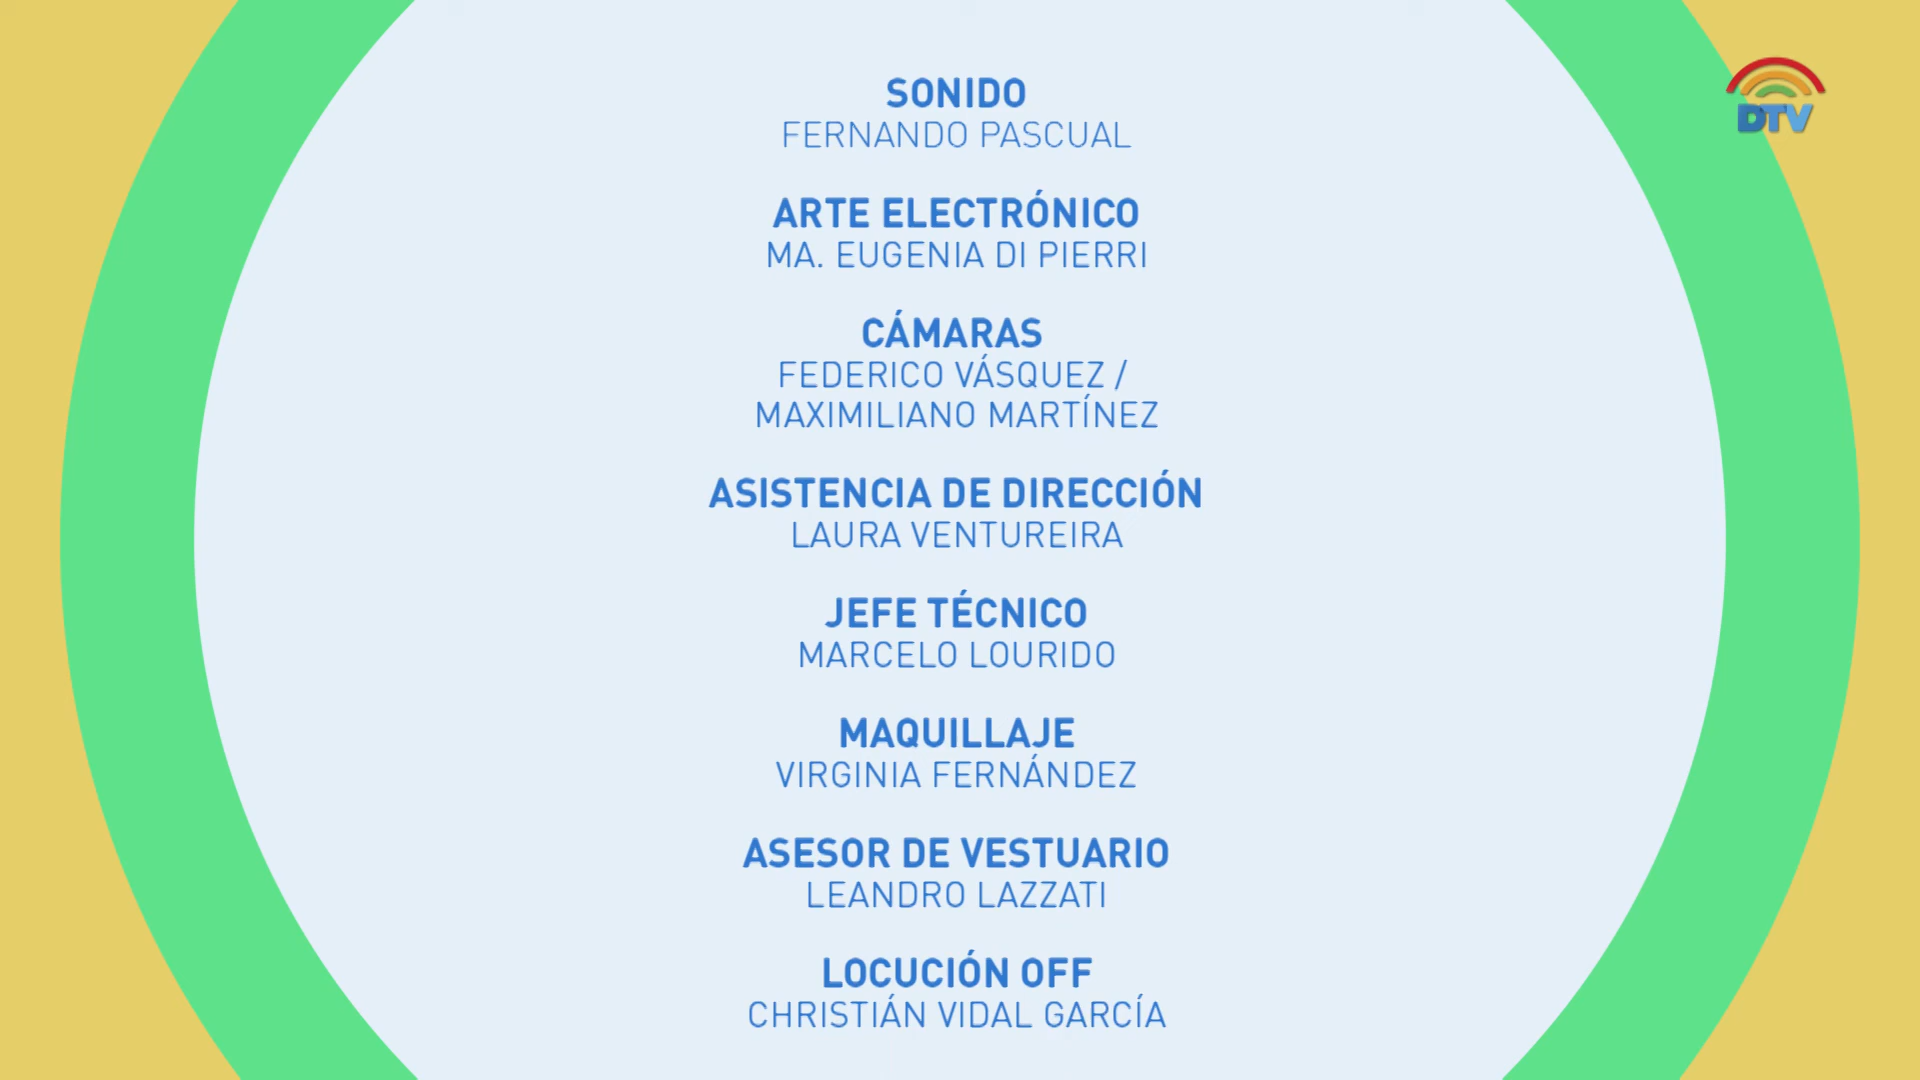 SONIDO
FERNANDO PASCUAL
ARTE ELECTRÓNICO
MA. EUGENIA DI PIERRI
CÁMARAS
FEDERICO VÁSQUEZ /
MAXIMILIANO MARTÍNEZ
ASISTENCIA DE DIRECCIÓN
LAURA VENTUREIRA
JEFE TÉCNICO
MARCELO LOURIDO
MAQUILLAJE
VIRGINIA FERNÁNDEZ
ASESOR DE VESTUARIO
LEANDRO LAZZATI
LOCUCIÓN OFF
CHRISTIÁN VIDAL GARCÍA
DTV